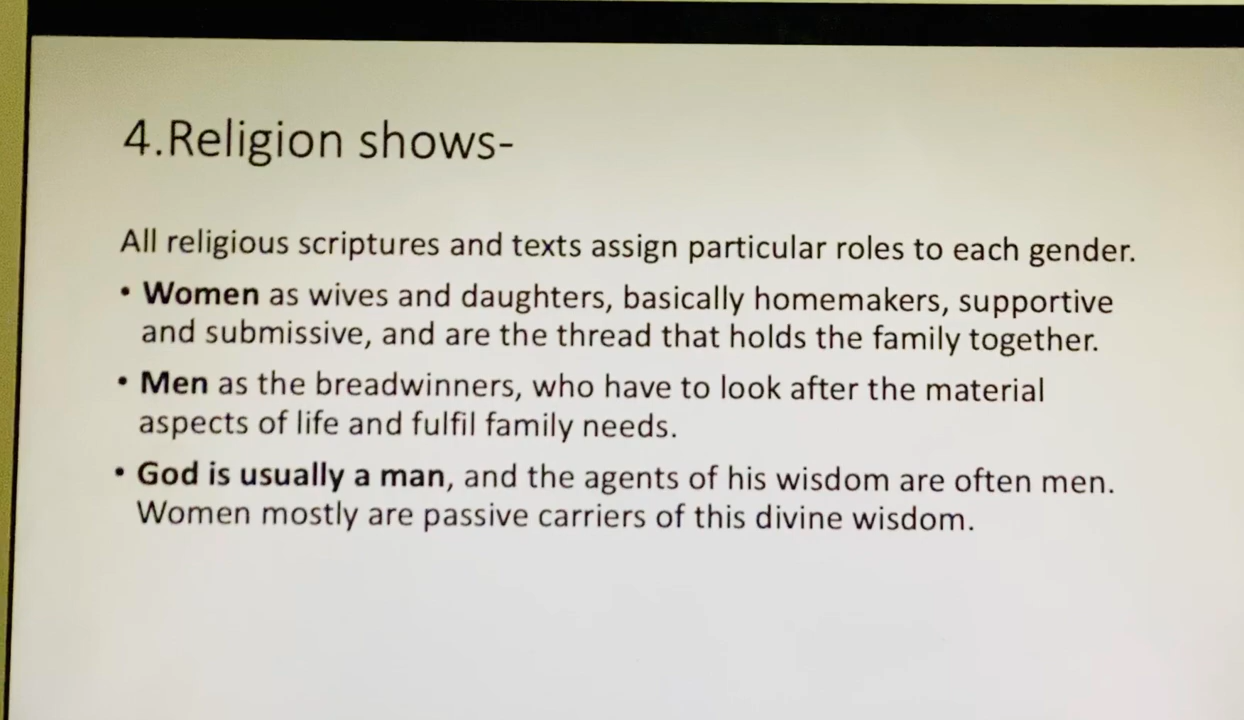 4.Religion shows-
All religious scriptures and texts assign particular roles to each gender.
• Women as wives and daughters, basically homemakers, supportive
and submissive, and are the thread that holds the family together.
• Men as the breadwinners, who have to look after the material
aspects of life and fulfil family needs.
• God is usually a man, and the agents of his wisdom are often men.
Women mostly are passive carriers of this divine wisdom.